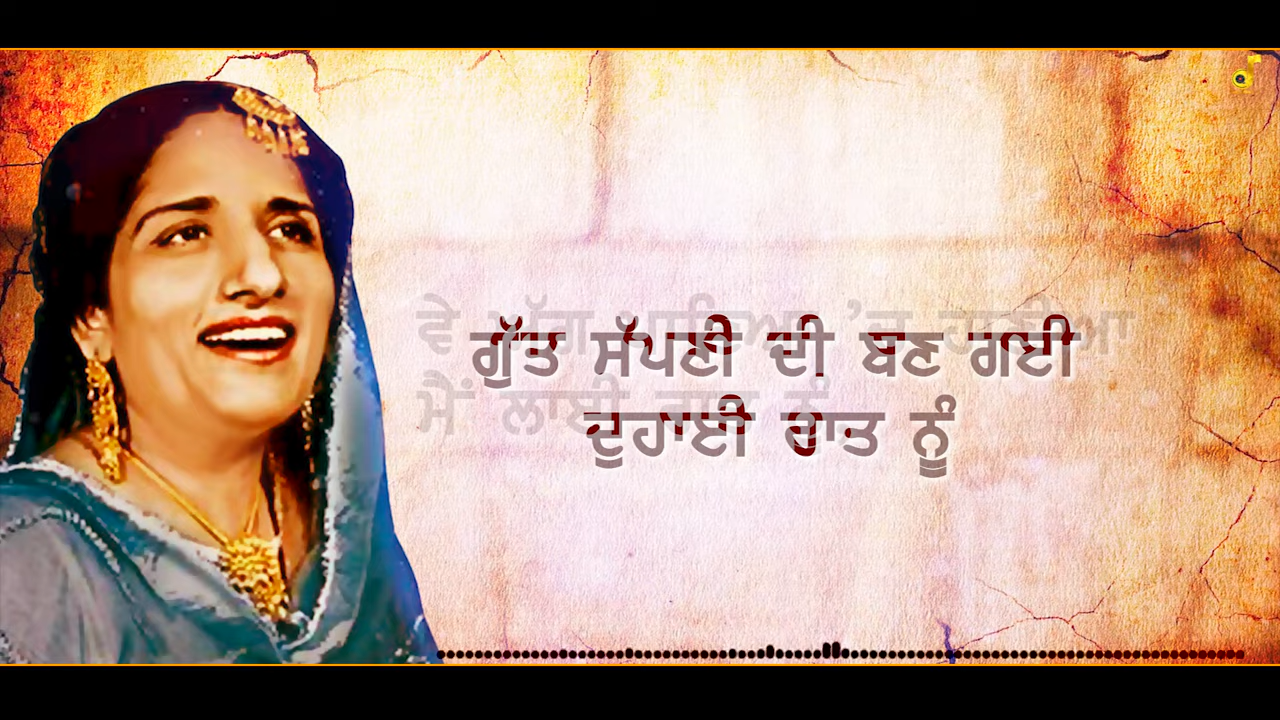 ਗੁੱਤ ਸੱਪਣੀ ਦੀ ਬਣ ਗਈ
ਦੁਹਾਈ ਰਾਤ ਨੂੰ
ਵੇ
ਮੈਂ ਲਾਈ ਰਾਤ ਨੂੰ